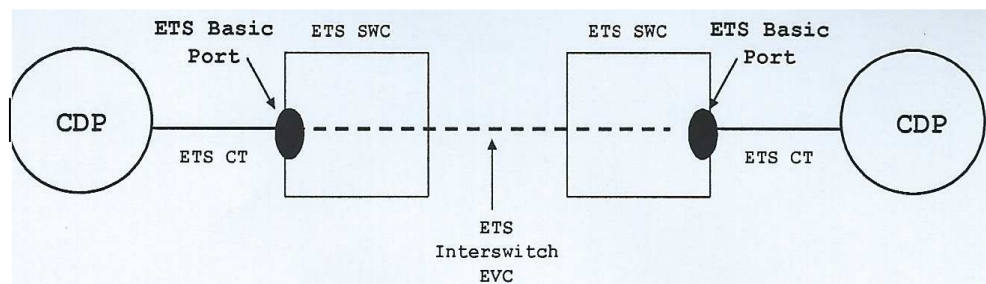 ETS Basic
Port
ETS SWC
ETS SWC
ETS Basic
Port
CDP
ETS CT
ETS CT
CDP
ETS
Interswitch
EVC